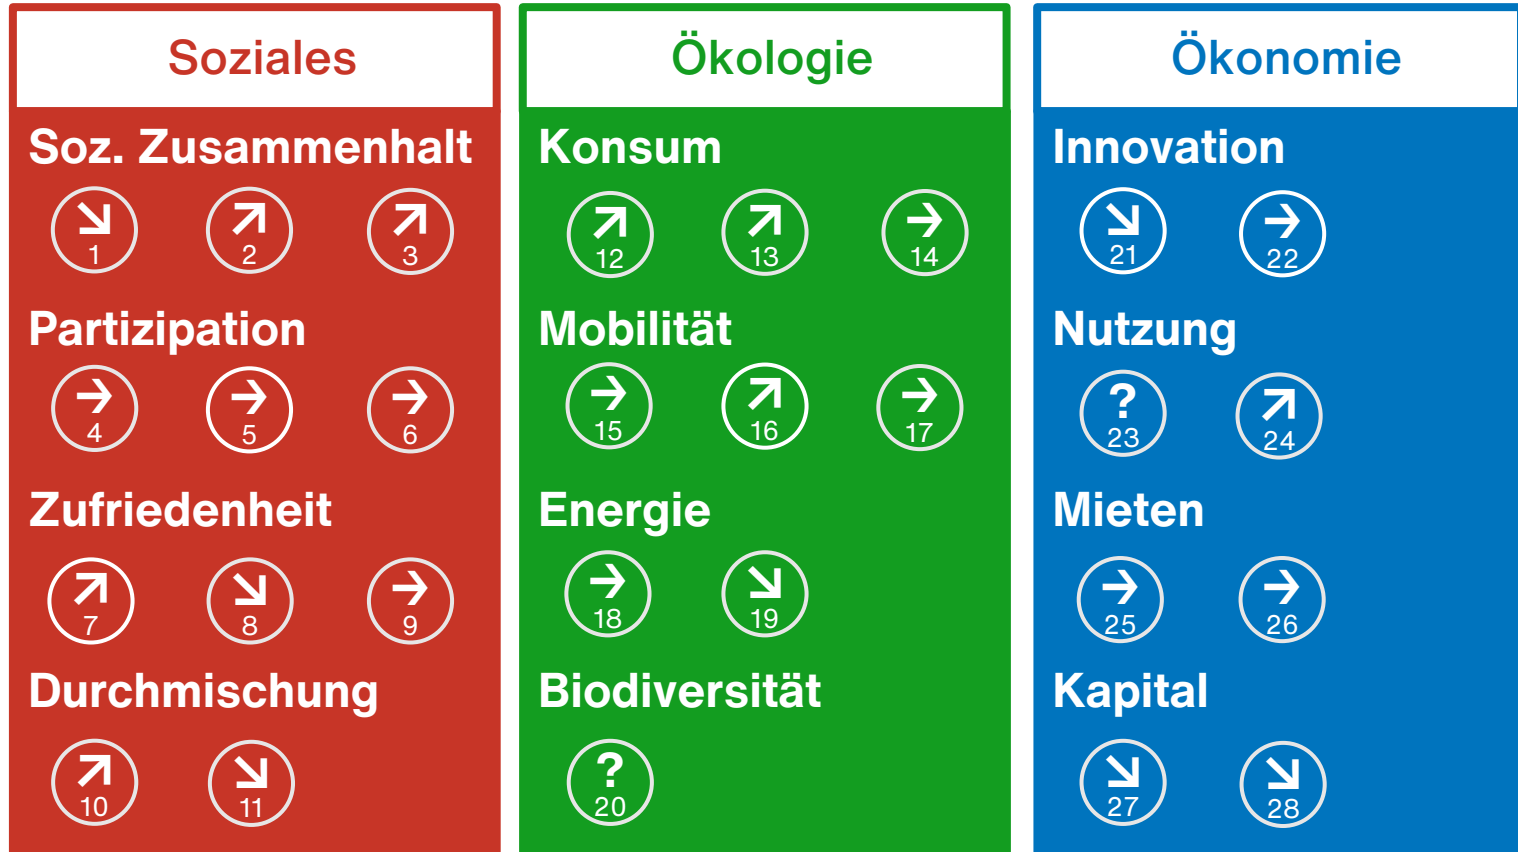 Soziales
Soz. Zusammenhalt
1 2 3
Partizipation
4 5 6
Zufriedenheit
7 8 9
Durchmischung
10 11
Ökologie
Konsum
12 13 14
Mobilität
15 16 17
Energie
18 19
Biodiversität
?
20
Ökonomie
Innovation
21 22
Nutzung
?
23 24
Mieten
25 26
Kapital
27 28